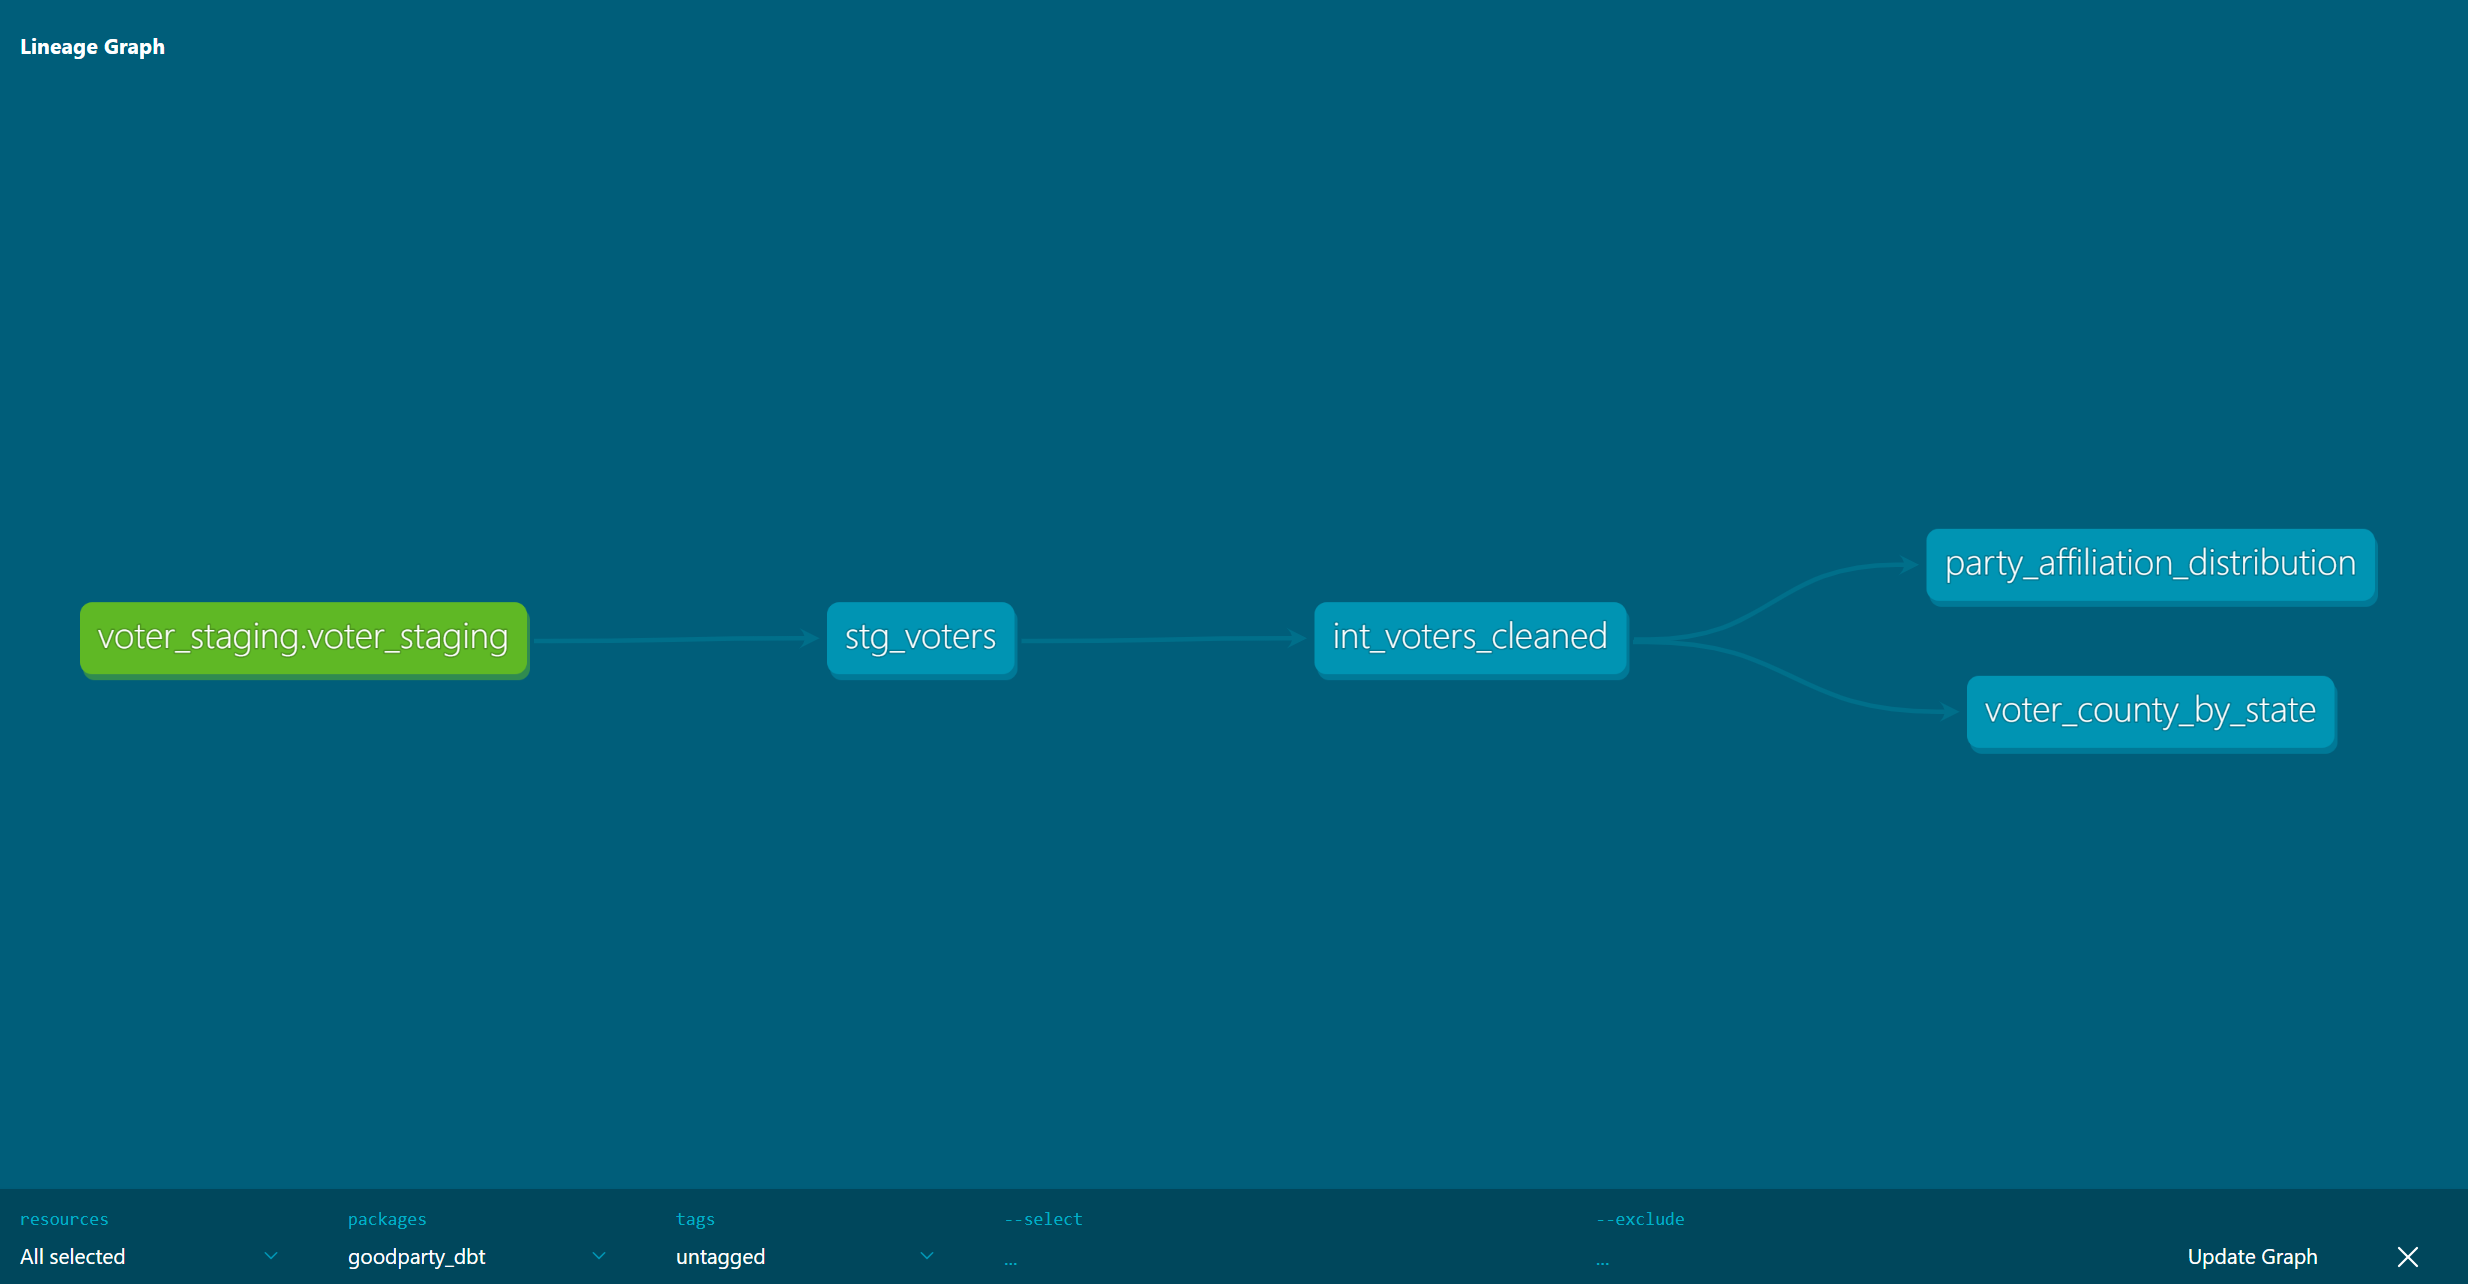 Lineage Graph
party_affiliation_distribution
voter_staging.voter_staging
stg_voters
int_voters_cleaned
voter_county_by_state
resources
packages
tags
--select
--exclude
All selected
goodparty_dbt
untagged
...
...
Update Graph